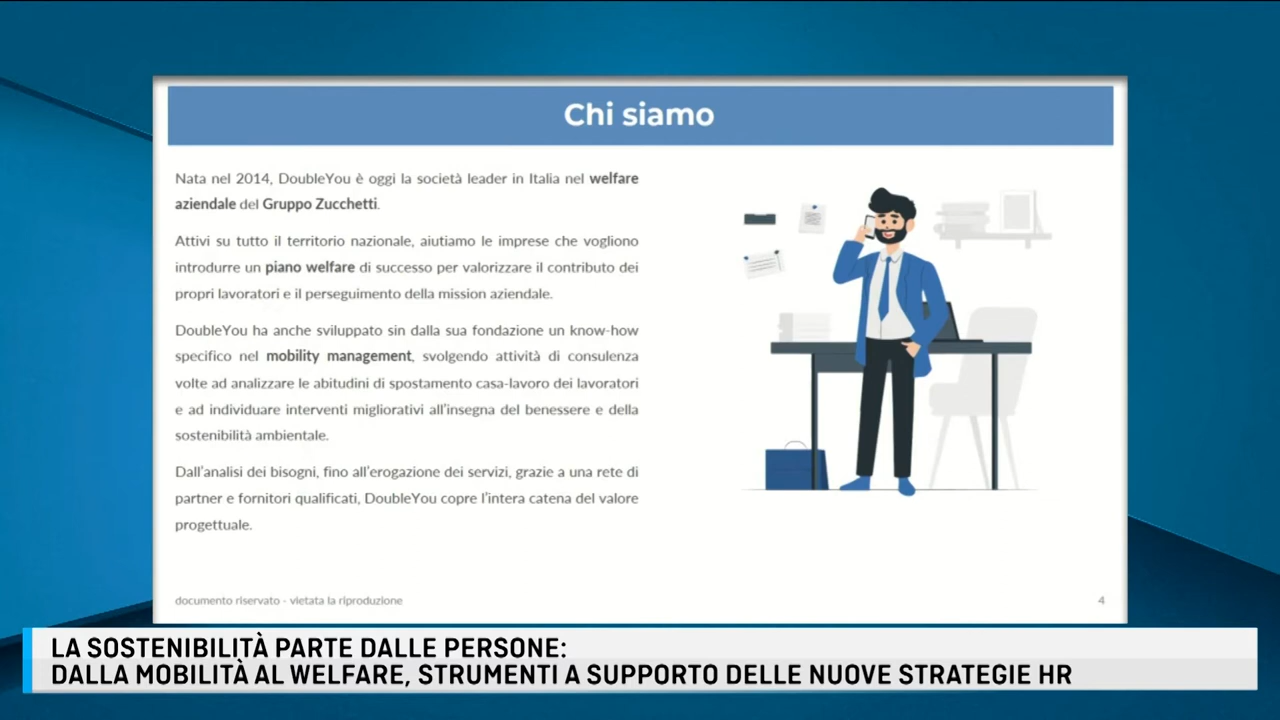 Chi siamo
Nata nel 2014, DoubleYou è oggi la società leader in Italia nel welfare
aziendale del Gruppo Zucchetti.
Attivi su tutto il territorio nazionale, aiutiamo le imprese che vogliono
introdurre un piano welfare di successo per valorizzare il contributo dei
propri lavoratori e il perseguimento della mission aziendale.
DoubleYou ha anche sviluppato sin dalla sua fondazione un know-how
specifico nel mobility management, svolgendo attività di consulenza
volte ad analizzare le abitudini di spostamento casa-lavoro dei lavoratori
e ad individuare interventi migliorativi all'insegna del benessere e della
sostenibilità ambientale.
Dall'analisi dei bisogni, fino all'erogazione dei servizi, grazie a una rete di
partner e fornitori qualificati, DoubleYou copre l'intera catena del valore
progettuale.
documento riservato - vietata la riproduzione
4
LA SOSTENIBILITÀ PARTE DALLE PERSONE:
DALLA MOBILITÀ AL WELFARE, STRUMENTI A SUPPORTO DELLE NUOVE STRATEGIE HR